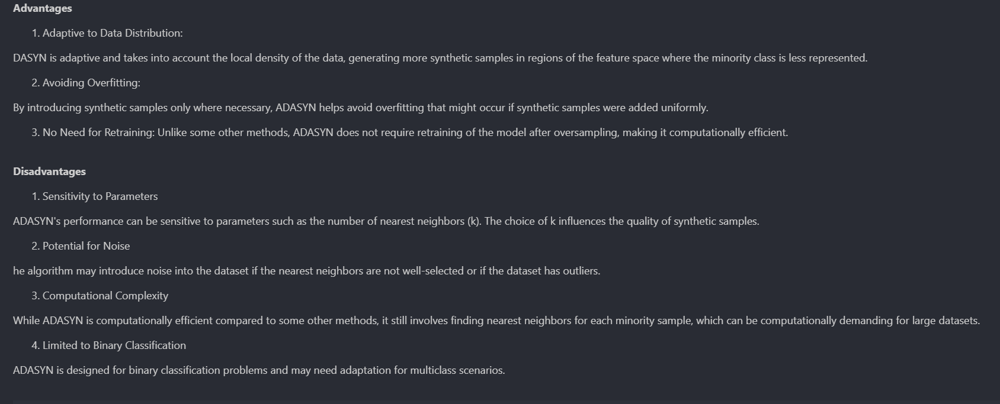 Advantages
1. Adaptive to Data Distribution:
DASYN is adaptive and takes into account the local density of the data, generating more synthetic samples in regions of the feature space where the minority class is less represented.
2. Avoiding Overfitting:
By introducing synthetic samples only where necessary, ADASYN helps avoid overfitting that might occur if synthetic samples were added uniformly.
3. No Need for Retraining: Unlike some other methods, ADASYN does not require retraining of the model after oversampling, making it computationally efficient.
Disadvantages
1. Sensitivity to Parameters
ADASYN's performance can be sensitive to parameters such as the number of nearest neighbors (k). The choice of k influences the quality of synthetic samples.
2. Potential for Noise
he algorithm may introduce noise into the dataset if the nearest neighbors are not well-selected or if the dataset has outliers.
3. Computational Complexity
While ADASYN is computationally efficient compared to some other methods, it still involves finding nearest neighbors for each minority sample, which can be computationally demanding for large datasets.
4. Limited to Binary Classification
ADASYN is designed for binary classification problems and may need adaptation for multiclass scenarios.